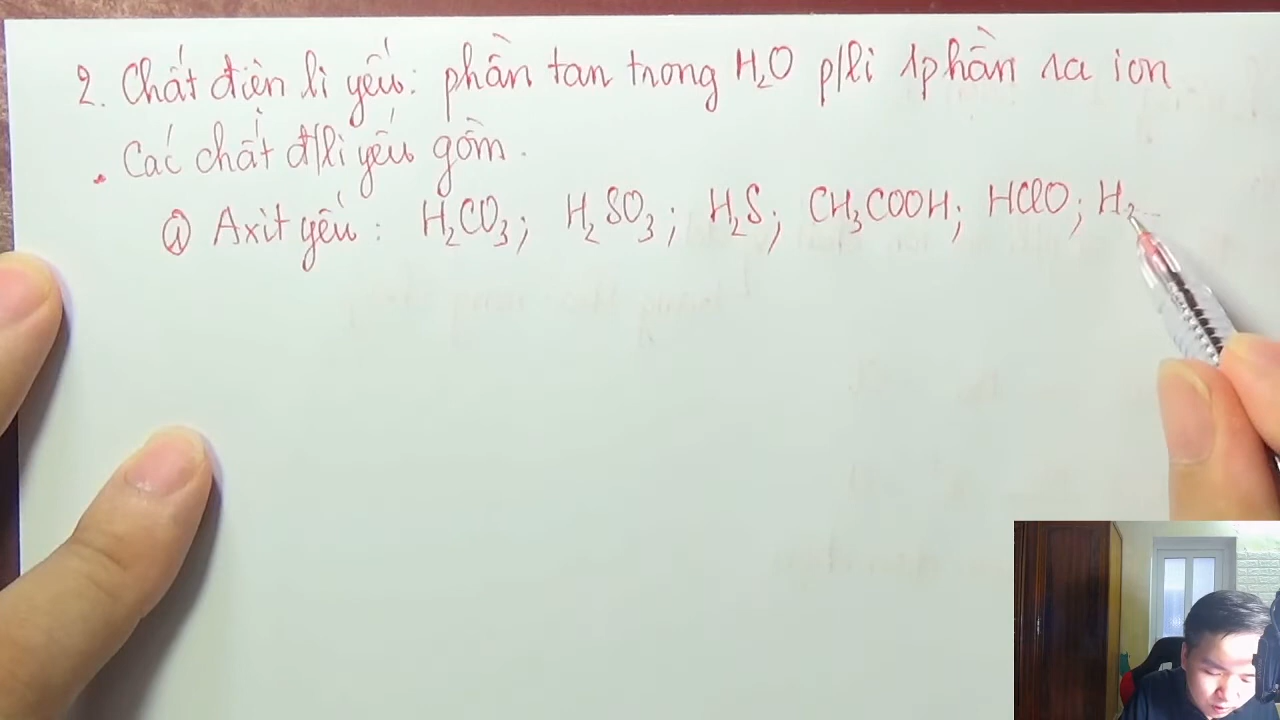 2. Chất điện li yếu: phần tan trong H₂O p/li 1 phần ra ion
. Các chất đ/li yếu gồm.
① Axit yếu: H₂CO₃; H₂SO₃; H₂S; CH₃COOH; HClO; H₂